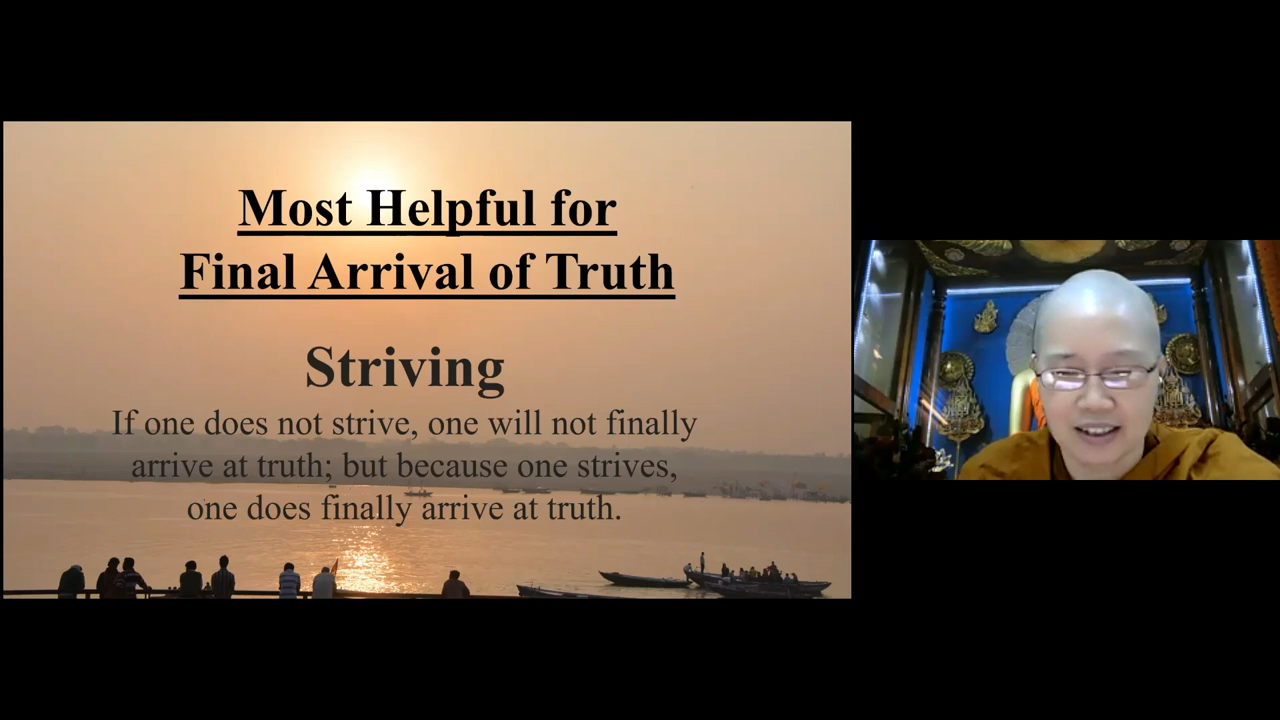 Most Helpful for
Final Arrival of Truth
Striving
If one does not strive, one will not finally
arrive at truth; but because one strives,
one does finally arrive at truth.